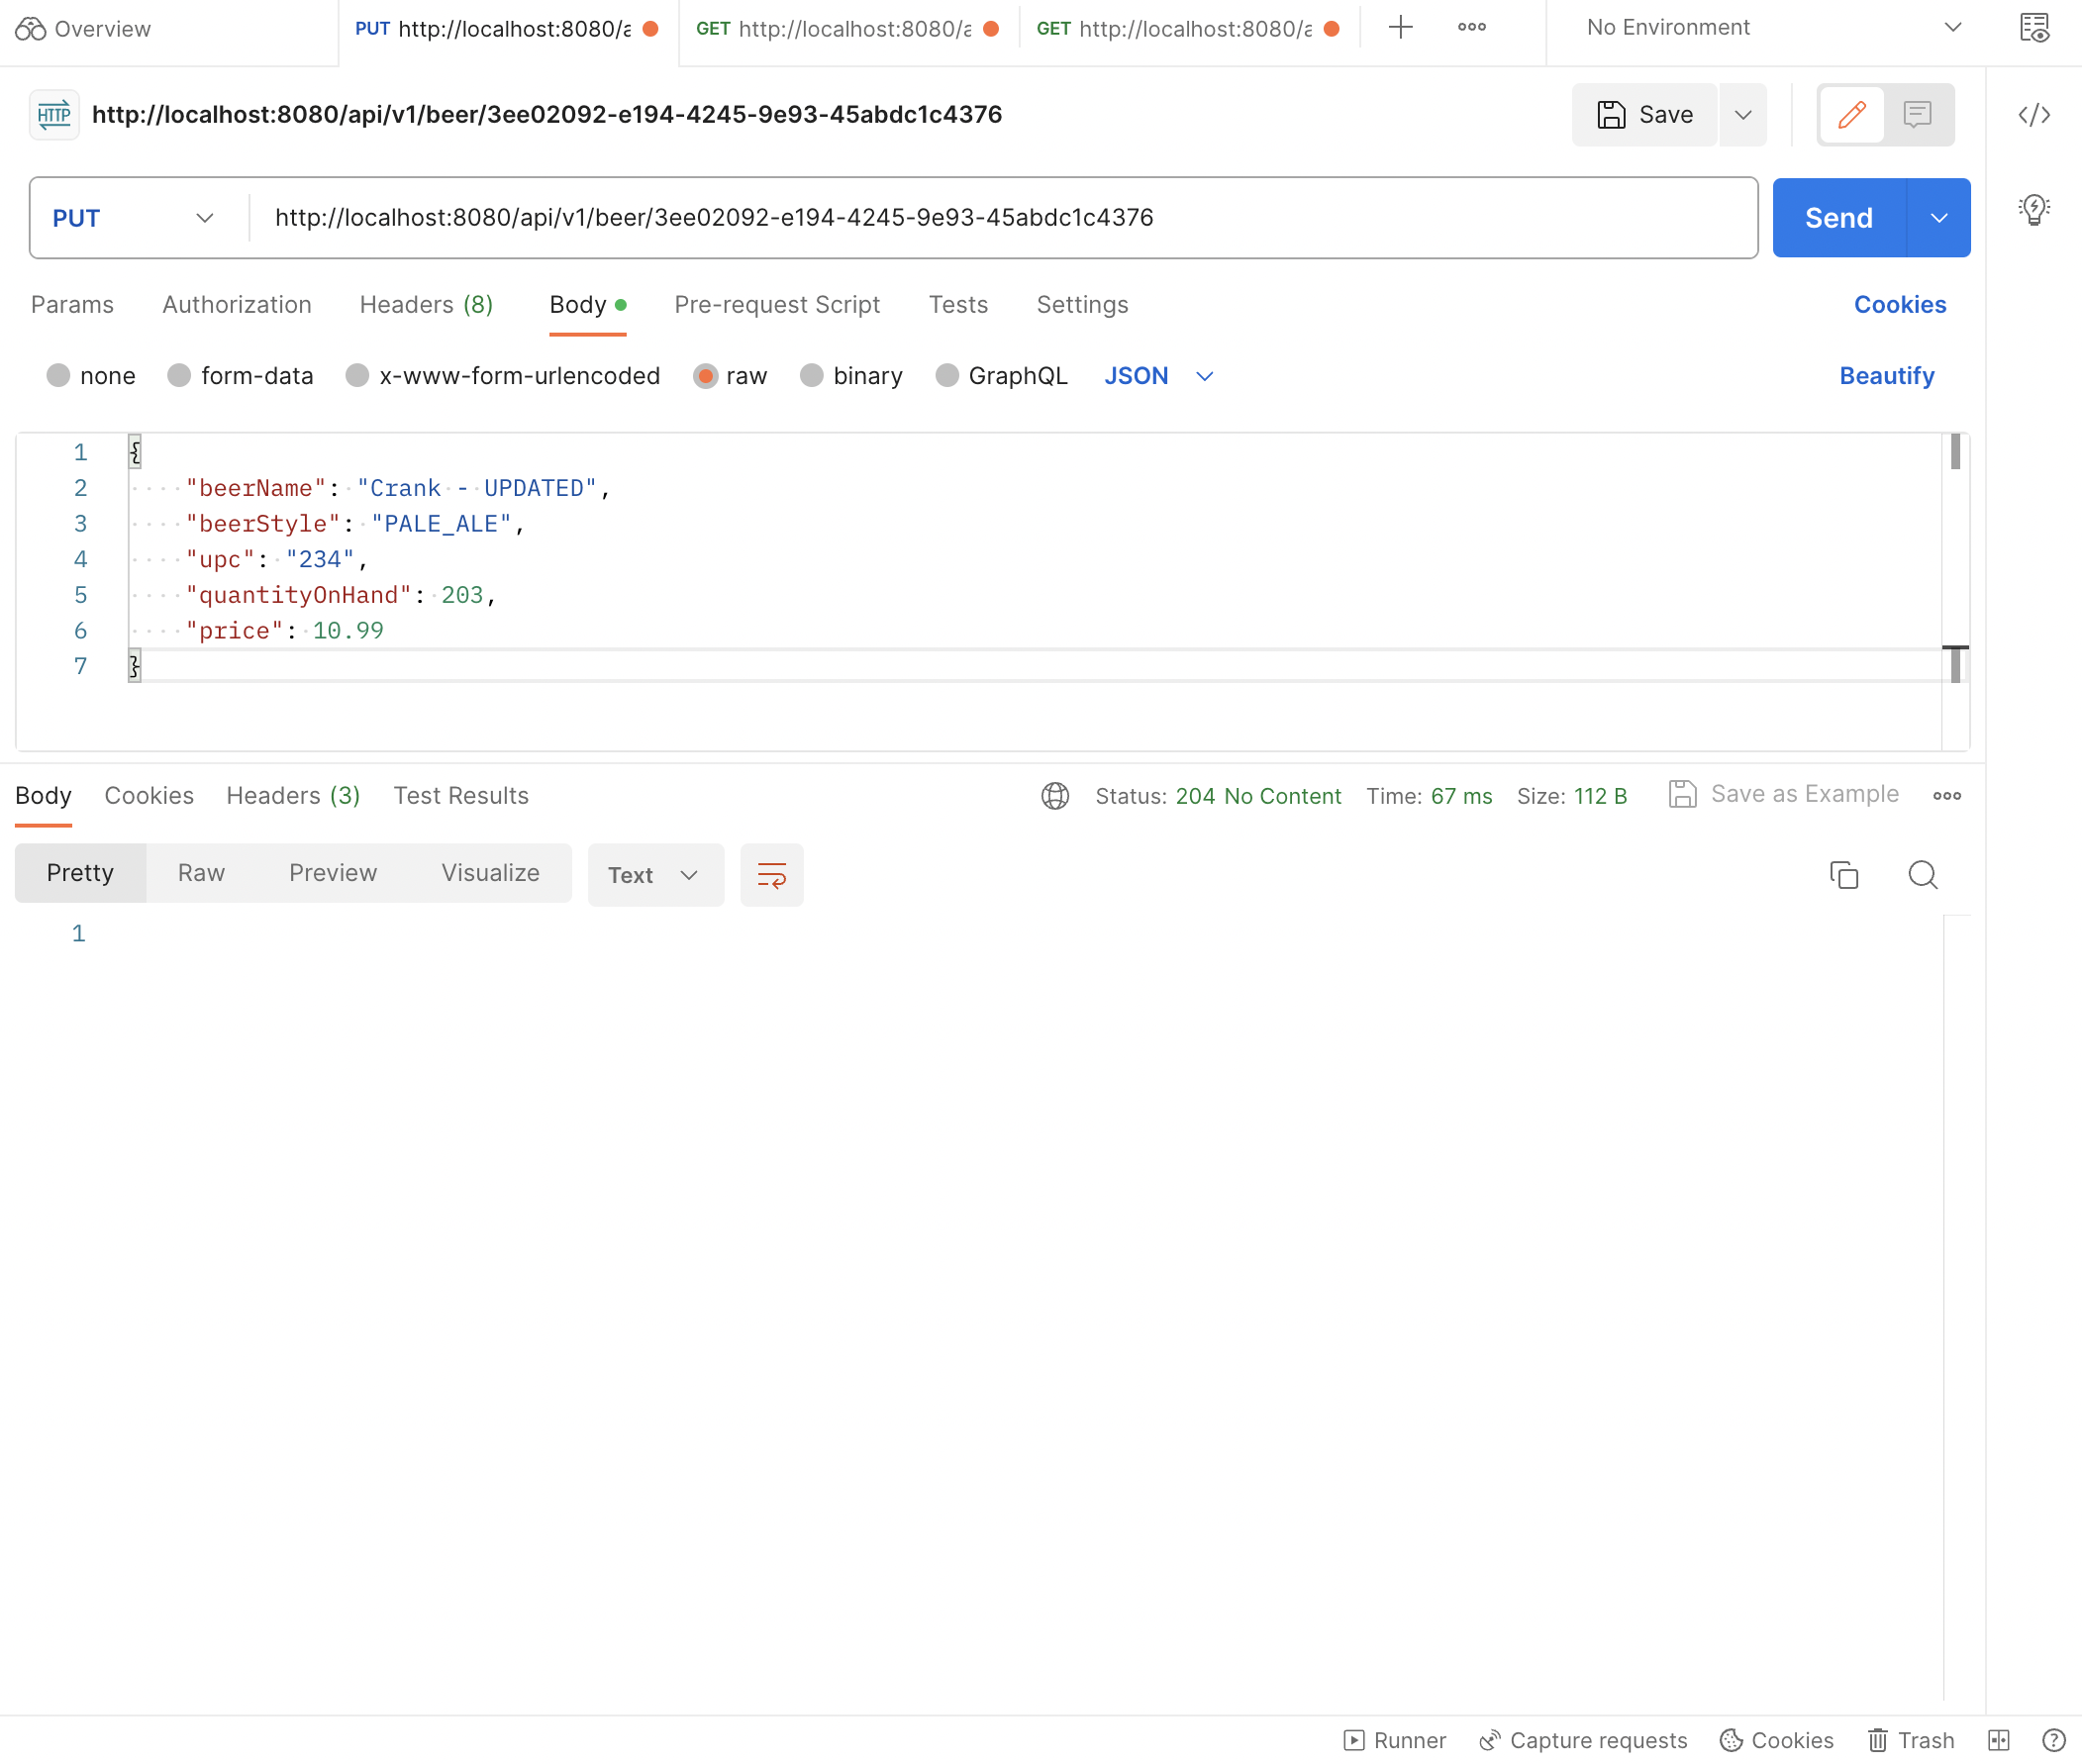 Overview
PUT http://localhost:8080/a
GET http://localhost:8080/a
GET http://localhost:8080/a
No Environment
HTTP http://localhost:8080/api/v1/beer/3ee02092-e194-4245-9e93-45abdc1c4376
Save
PUT http://localhost:8080/api/v1/beer/3ee02092-e194-4245-9e93-45abdc1c4376 Send
Params Authorization Headers (8) Body Pre-request Script Tests Settings Cookies
none form-data x-www-form-urlencoded raw binary GraphQL JSON Beautify
1 {
2 "beerName": "Crank - UPDATED",
3 "beerStyle": "PALE_ALE",
4 "upc": "234",
5 "quantityOnHand": 203,
6 "price": 10.99
7 }
Body Cookies Headers (3) Test Results Status: 204 No Content Time: 67 ms Size: 112 B Save as Example
Pretty Raw Preview Visualize Text
1
Runner Capture requests Cookies Trash